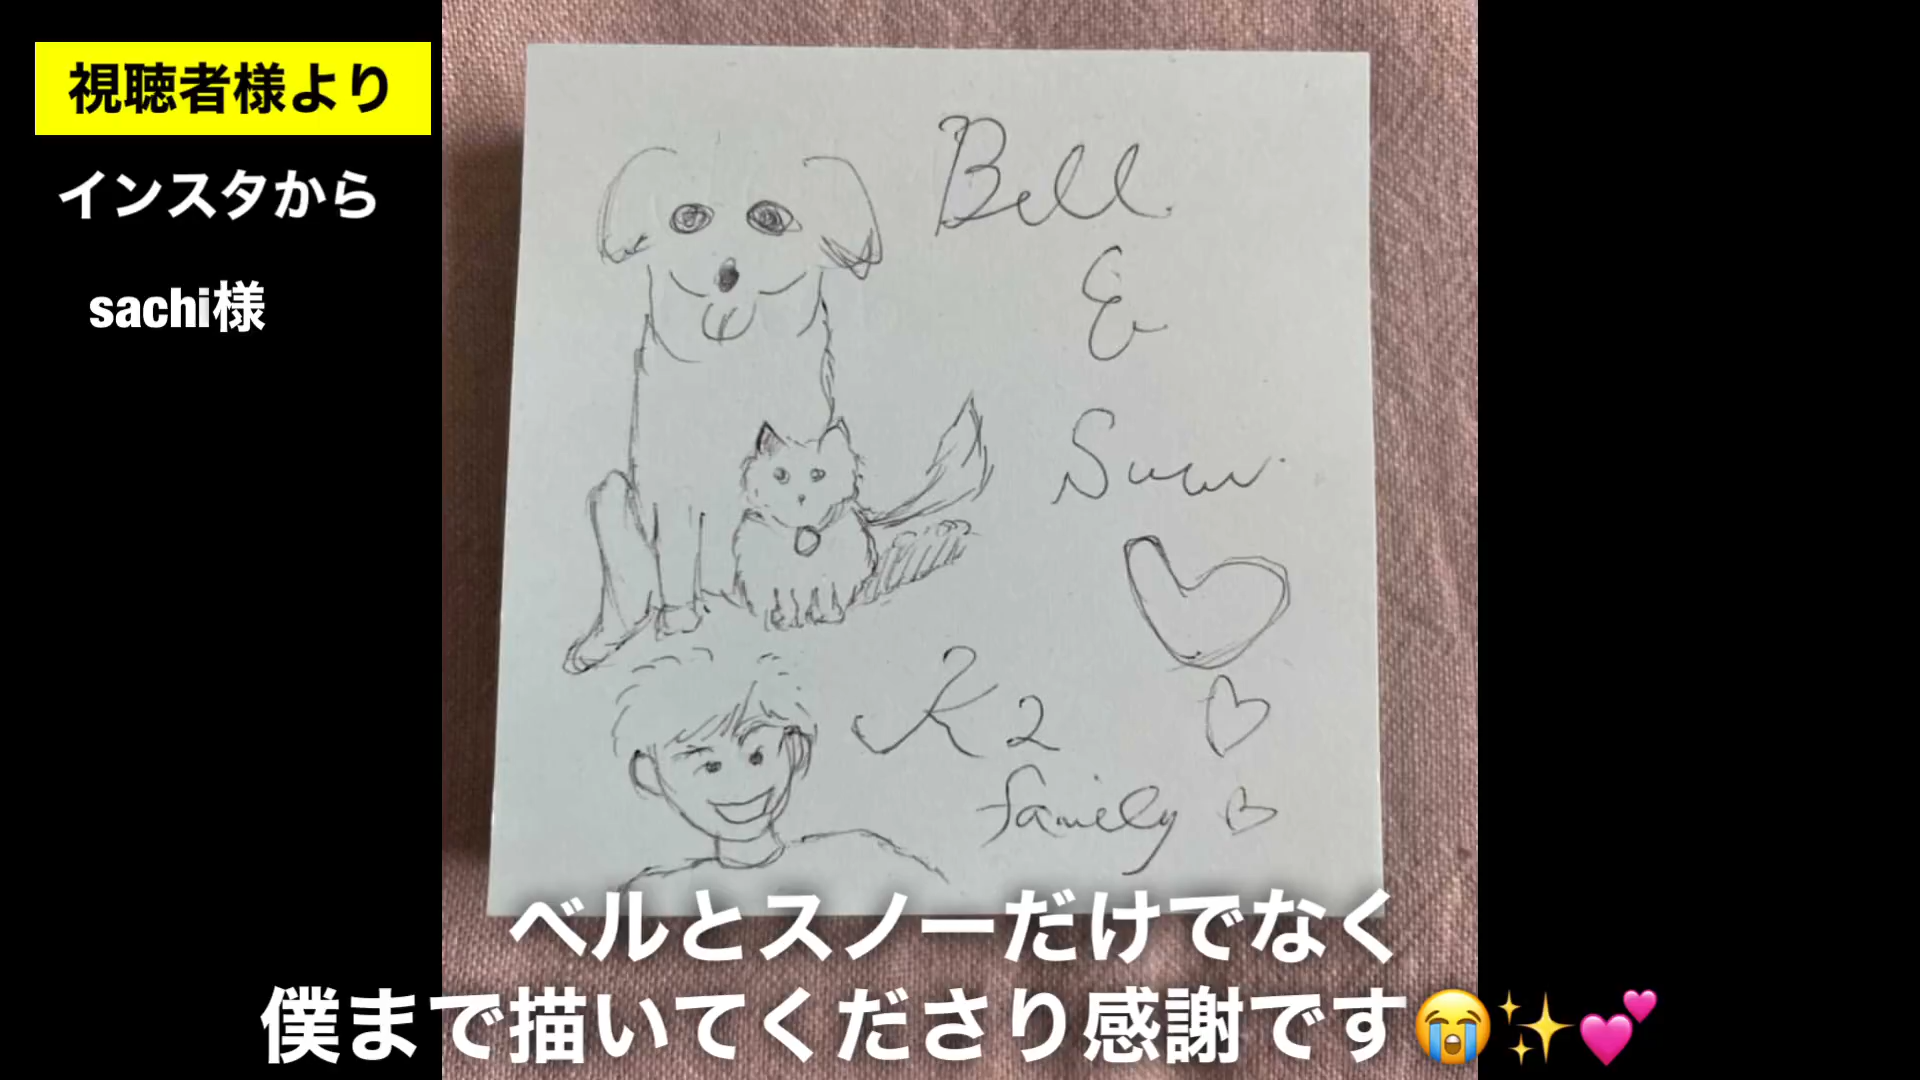 視聴者様より
インスタから
sachi様
Bell
&
Snow
K2
family
ベルとスノーだけでなく
僕まで描いてくださり感謝です😭✨💕